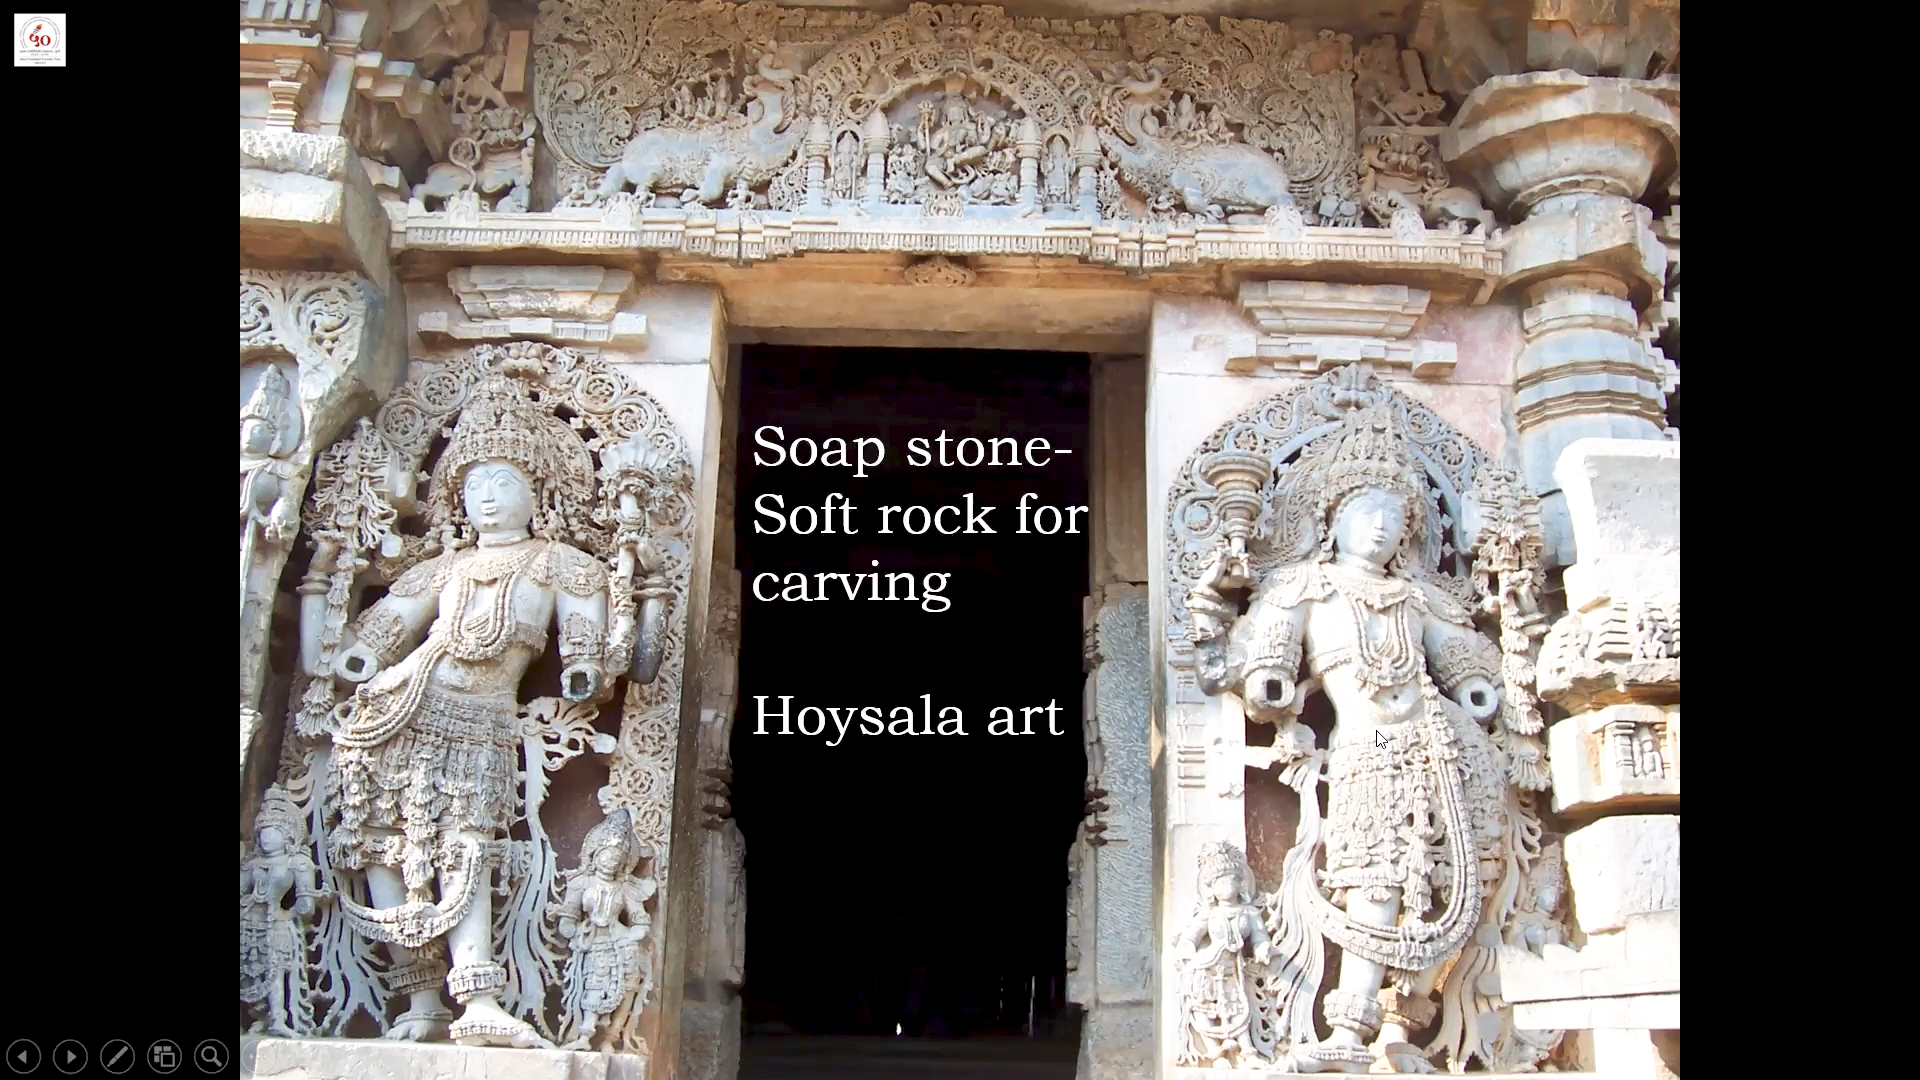 Soap stone-
Soft rock for
carving
Hoysala art